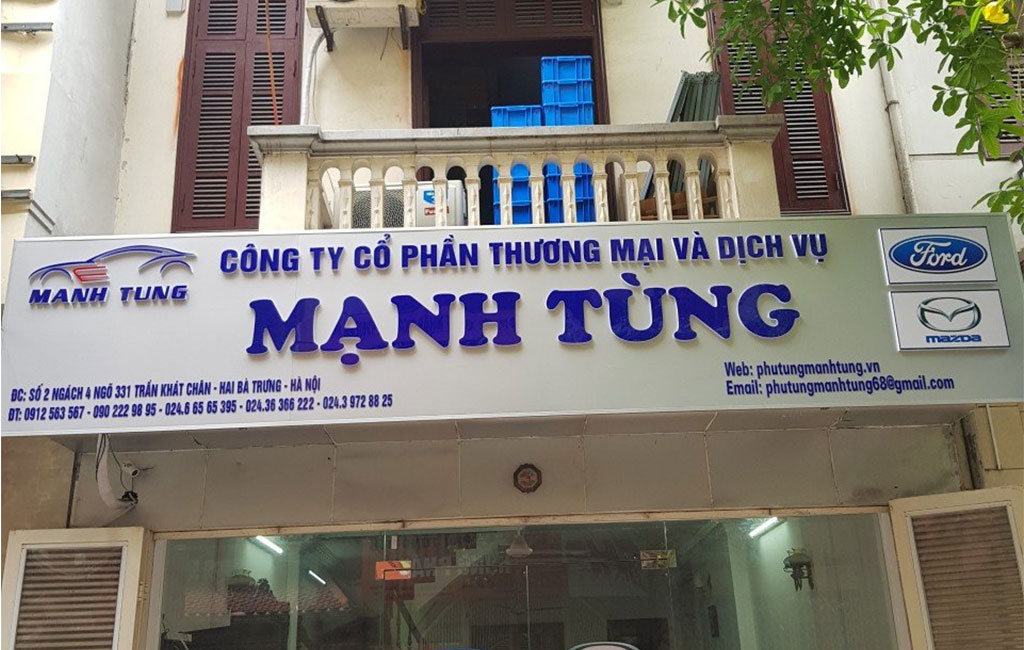 MANH TUNG
CÔNG TY CỔ PHẦN THƯƠNG MẠI VÀ DỊCH VỤ
MẠNH TÙNG
Ford
mazda
ĐC: SỐ 2 NGÁCH 4 NGÕ 331 TRẦN KHÁT CHÂN - HAI BÀ TRƯNG - HÀ NỘI
ĐT: 0912 563 567 - 090 222 98 95 - 024.6 65 65 395 - 024.36 366 222 - 024.3 972 88 25
Web: phutungmanhtung.vn
Email: phutungmanhtung68@gmail.com